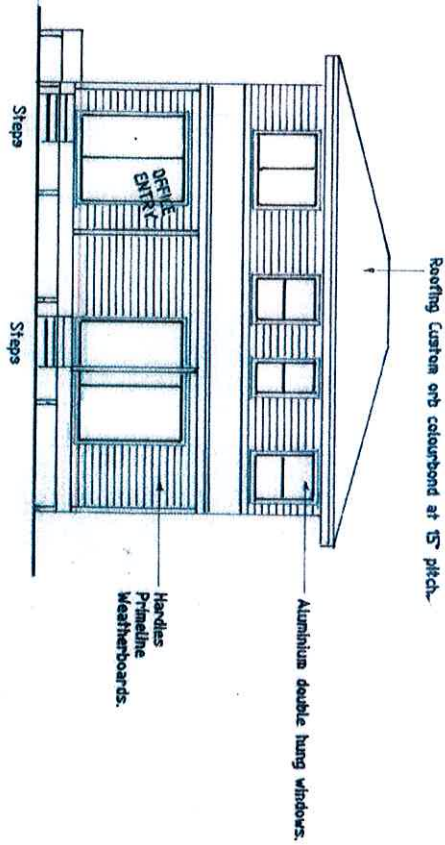 Roofing Custom orb colourbond at 15° pitch.
Aluminium double hung windows.
OFFICE
ENTRY
Hardies
Primeline
Weatherboards.
Steps
Steps